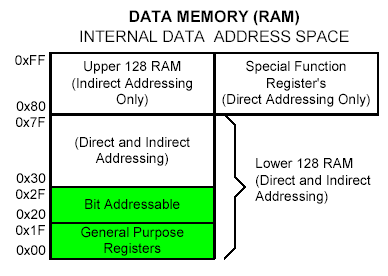 DATA MEMORY (RAM)
INTERNAL DATA ADDRESS SPACE
0xFF
Upper 128 RAM
(Indirect Addressing
Only)
Special Function
Register's
(Direct Addressing Only)
0x80
0x7F
(Direct and Indirect
Addressing)
Lower 128 RAM
(Direct and Indirect
Addressing)
0x30
0x2F
Bit Addressable
0x20
0x1F
General Purpose
Registers
0x00